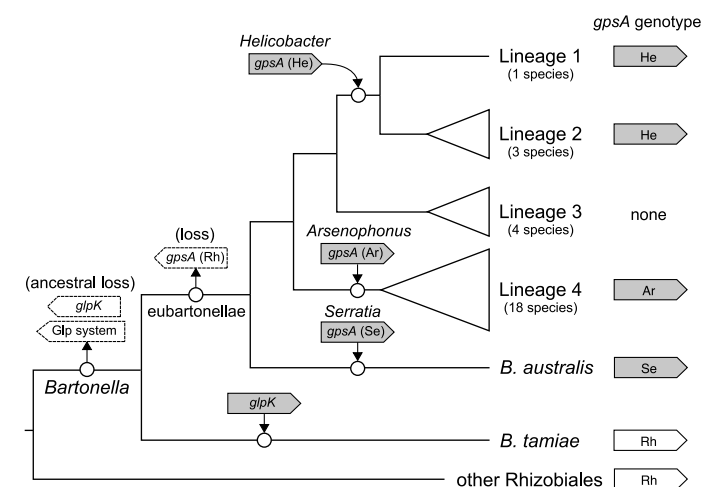 gpsA genotype
Helicobacter
gpsA (He)
Lineage 1
(1 species)
He
Lineage 2
(3 species)
He
Lineage 3
(4 species)
none
(loss)
gpsA (Rh)
Arsenophonus
gpsA (Ar)
Lineage 4
(18 species)
Ar
(ancestral loss)
glpK
Glp system
eubartonellae
Serratia
gpsA (Se)
B. australis
Se
Bartonella
glpK
B. tamiae
Rh
other Rhizobiales
Rh